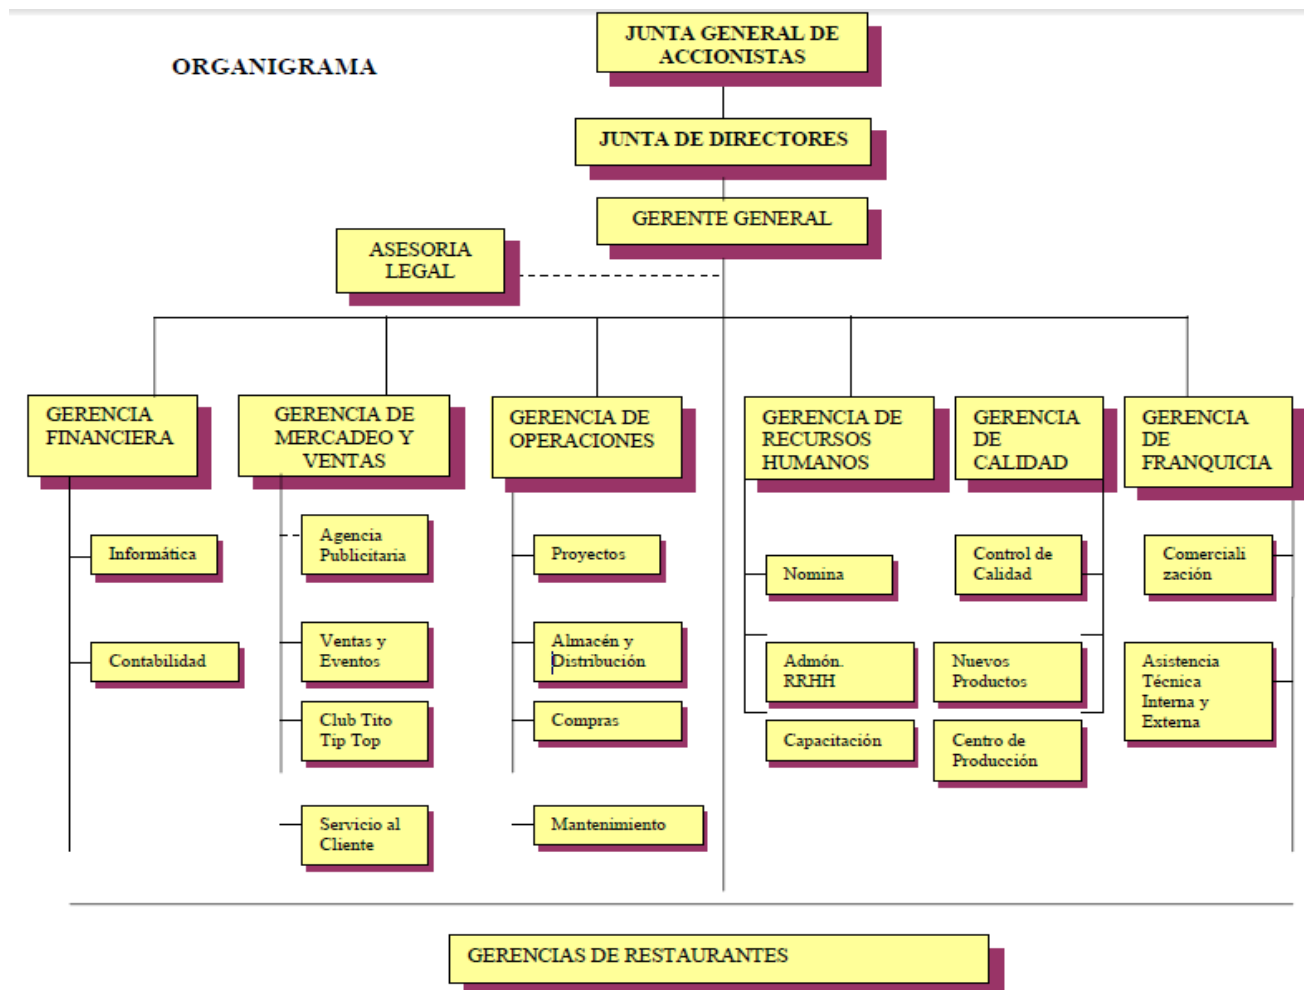 JUNTA GENERAL DE
ACCIONISTAS
ORGANIGRAMA
JUNTA DE DIRECTORES
GERENTE GENERAL
ASESORIA
LEGAL
GERENCIA
FINANCIERA
GERENCIA DE
MERCADEO Y
VENTAS
GERENCIA DE
OPERACIONES
GERENCIA DE
RECURSOS
HUMANOS
GERENCIA
DE
CALIDAD
GERENCIA
DE
FRANQUICIA
Informática
Contabilidad
Agencia
Publicitaria
Ventas y
Eventos
Club Tito
Tip Top
Servicio al
Cliente
Proyectos
Almacén y
Distribución
Compras
Mantenimiento
Nomina
Admón.
RRHH
Capacitación
Control de
Calidad
Nuevos
Productos
Centro de
Producción
Comerciali
zación
Asistencia
Técnica
Interna y
Externa
GERENCIAS DE RESTAURANTES